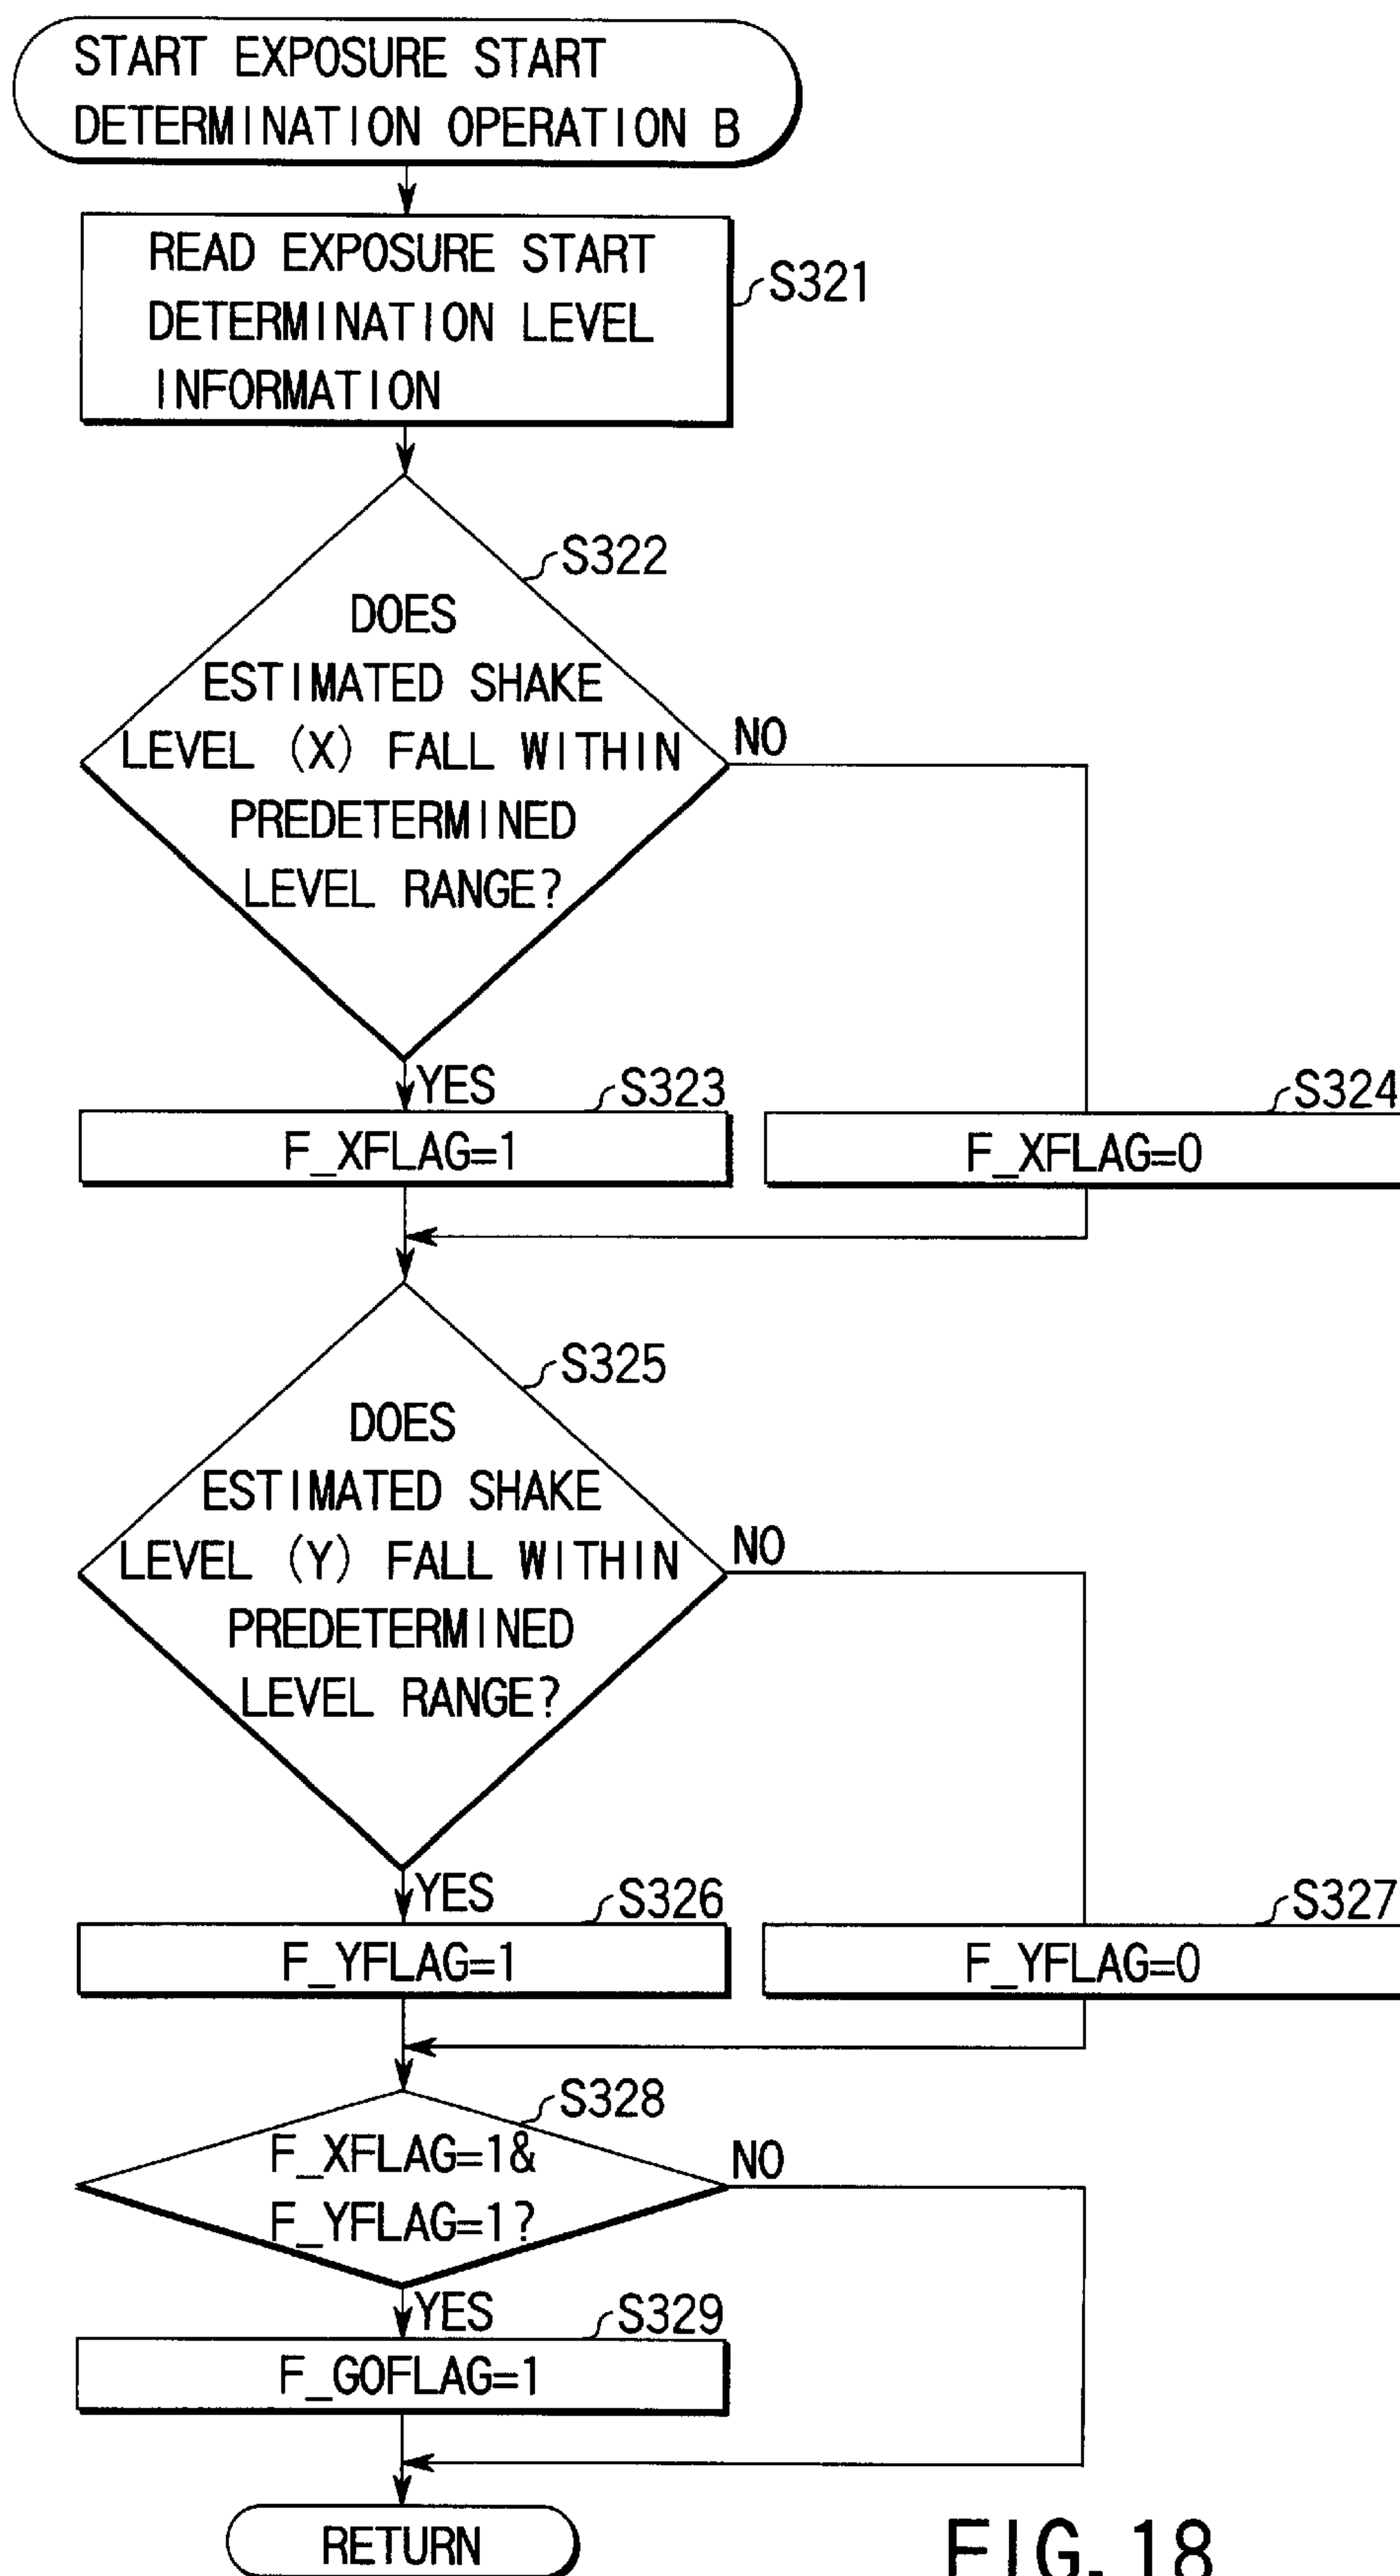 START EXPOSURE START
DETERMINATION OPERATION B
READ EXPOSURE START
DETERMINATION LEVEL
INFORMATION
S321
S322
DOES
ESTIMATED SHAKE
LEVEL (X) FALL WITHIN
PREDETERMINED
LEVEL RANGE?
NO
YES
S323
F_XFLAG=1
S324
F_XFLAG=0
S325
DOES
ESTIMATED SHAKE
LEVEL (Y) FALL WITHIN
PREDETERMINED
LEVEL RANGE?
NO
YES
S326
F_YFLAG=1
S327
F_YFLAG=0
S328
F_XFLAG=1&
F_YFLAG=1?
NO
YES
S329
F_GOFLAG=1
RETURN
FIG. 18